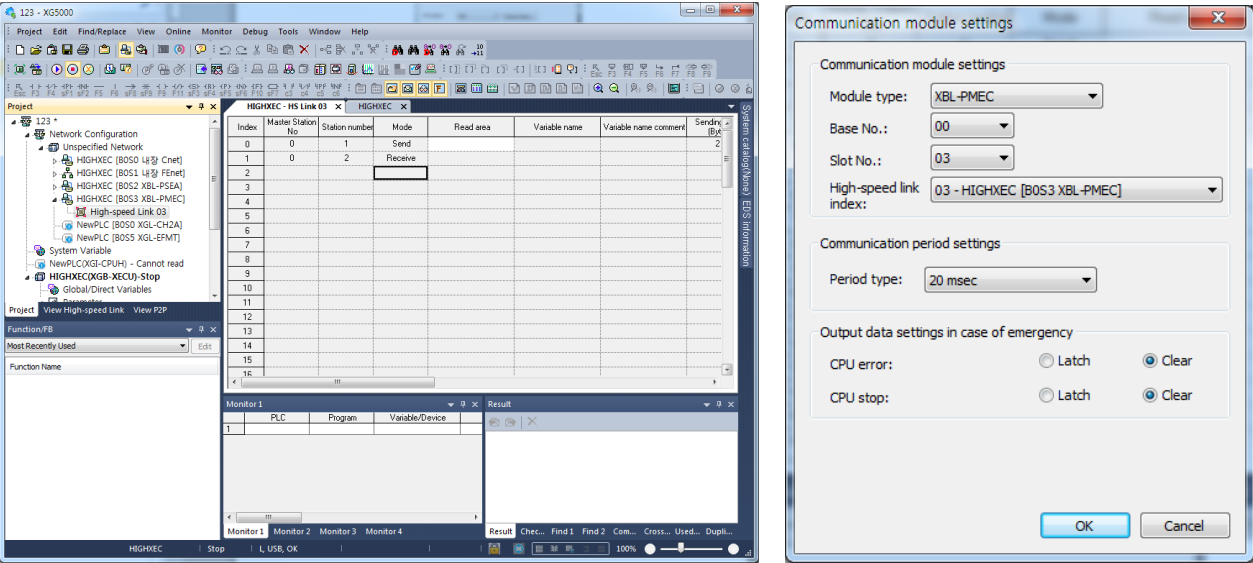 123 - XG5000
Project Edit Find/Replace View Online Monitor Debug Tools Window Help
Project
123 *
Network Configuration
Unspecified Network
HIGHXEC [B0S0 내장 Cnet]
HIGHXEC [B0S1 내장 FEnet]
HIGHXEC [B0S2 XBL-PSEA]
HIGHXEC [B0S3 XBL-PMEC]
High-speed Link 03
NewPLC [B0S0 XGL-CH2A]
NewPLC [B0S5 XGL-EFMT]
System Variable
NewPLC(XGI-CPUH) - Cannot read
HIGHXEC(XGB-XECU)-Stop
Global/Direct Variables
Parameter
Project View High-speed Link View P2P
Function/FB
Most Recently Used Edit
Function Name
HIGHXEC - HS Link 03 x HIGHXEC x
Index Master Station No Station number Mode Read area Variable name Variable name comment Sending
0 0 1 Send 2
1 0 2 Receive
2
3
4
5
6
7
8
9
10
11
12
13
14
15
16
System catalog(None) EDS information
Monitor 1
PLC Program Variable/Device
1
Monitor 1 Monitor 2 Monitor 3 Monitor 4
Result
Result Chec... Find 1 Find 2 Com... Cross... Used... Dupli...
HIGHXEC Stop L, USB, OK 100%
Communication module settings
Communication module settings
Module type: XBL-PMEC
Base No.: 00
Slot No.: 03
High-speed link index: 03 - HIGHXEC [B0S3 XBL-PMEC]
Communication period settings
Period type: 20 msec
Output data settings in case of emergency
CPU error: Latch Clear
CPU stop: Latch Clear
OK Cancel